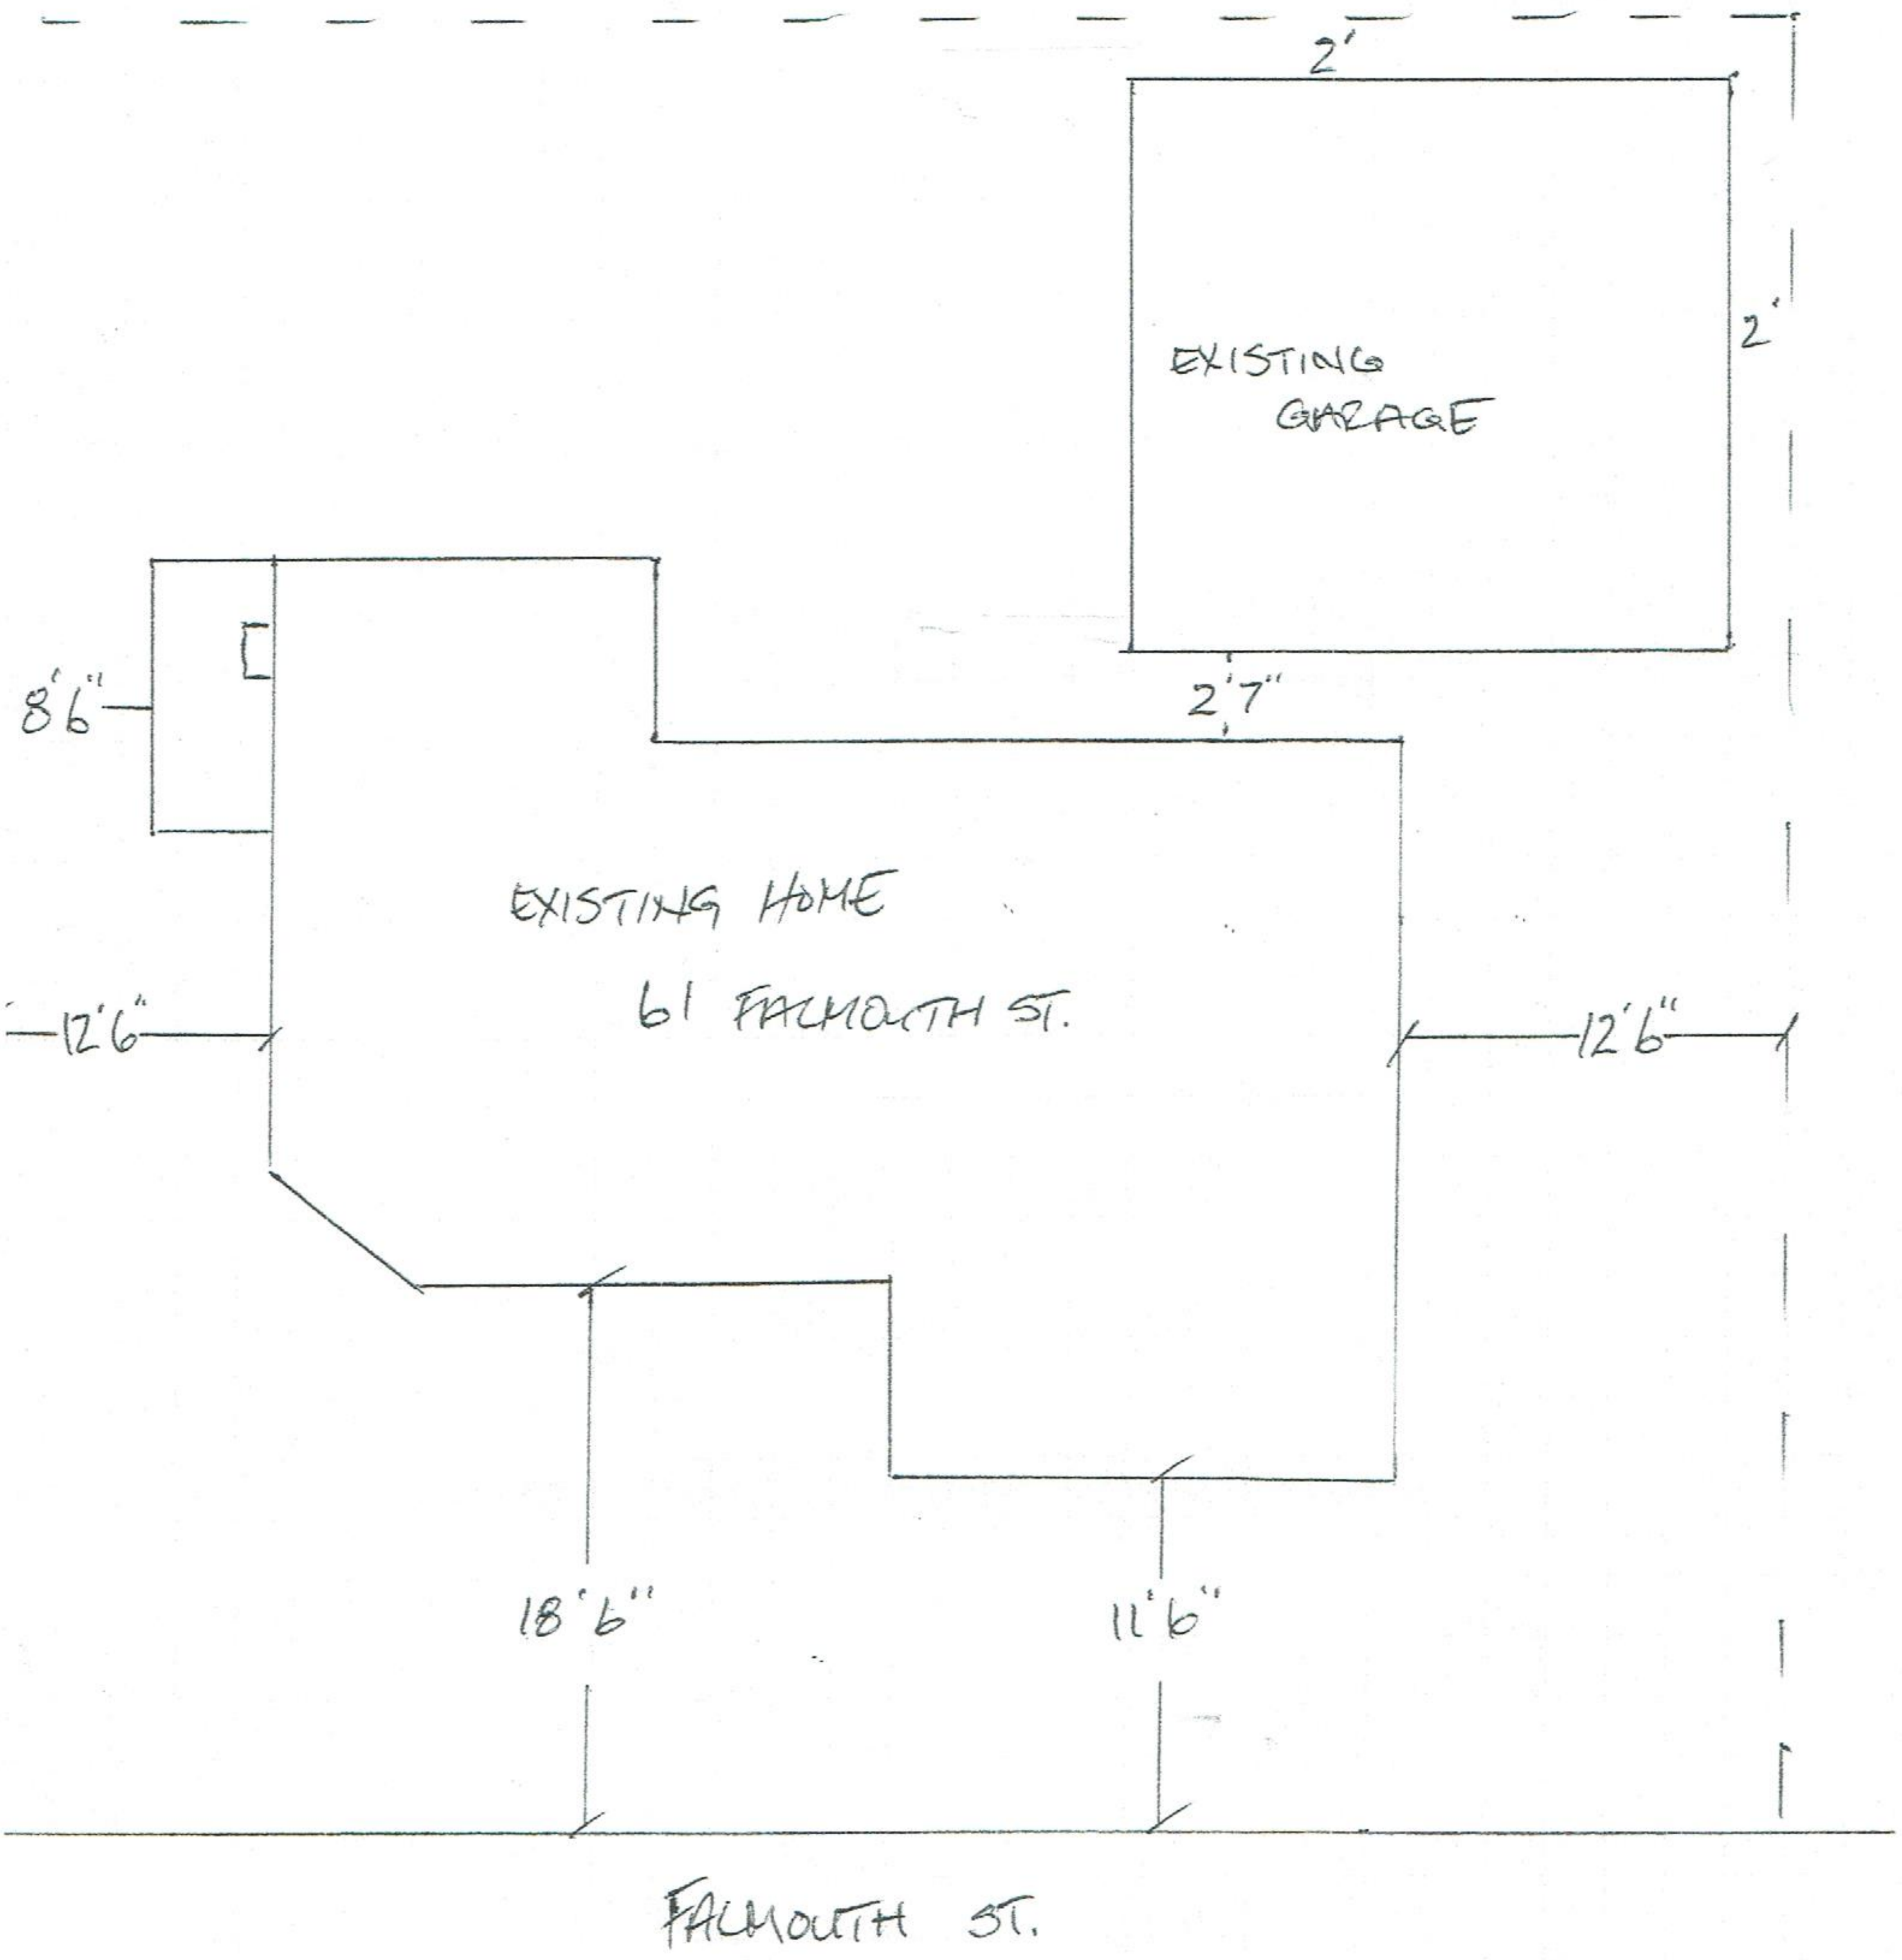 2'
2'
EXISTING
GARAGE
2'7"
8'6"
EXISTING HOME
61 FALMOUTH ST.
12'6"
12'6"
18'6"
11'6"
FALMOUTH ST.